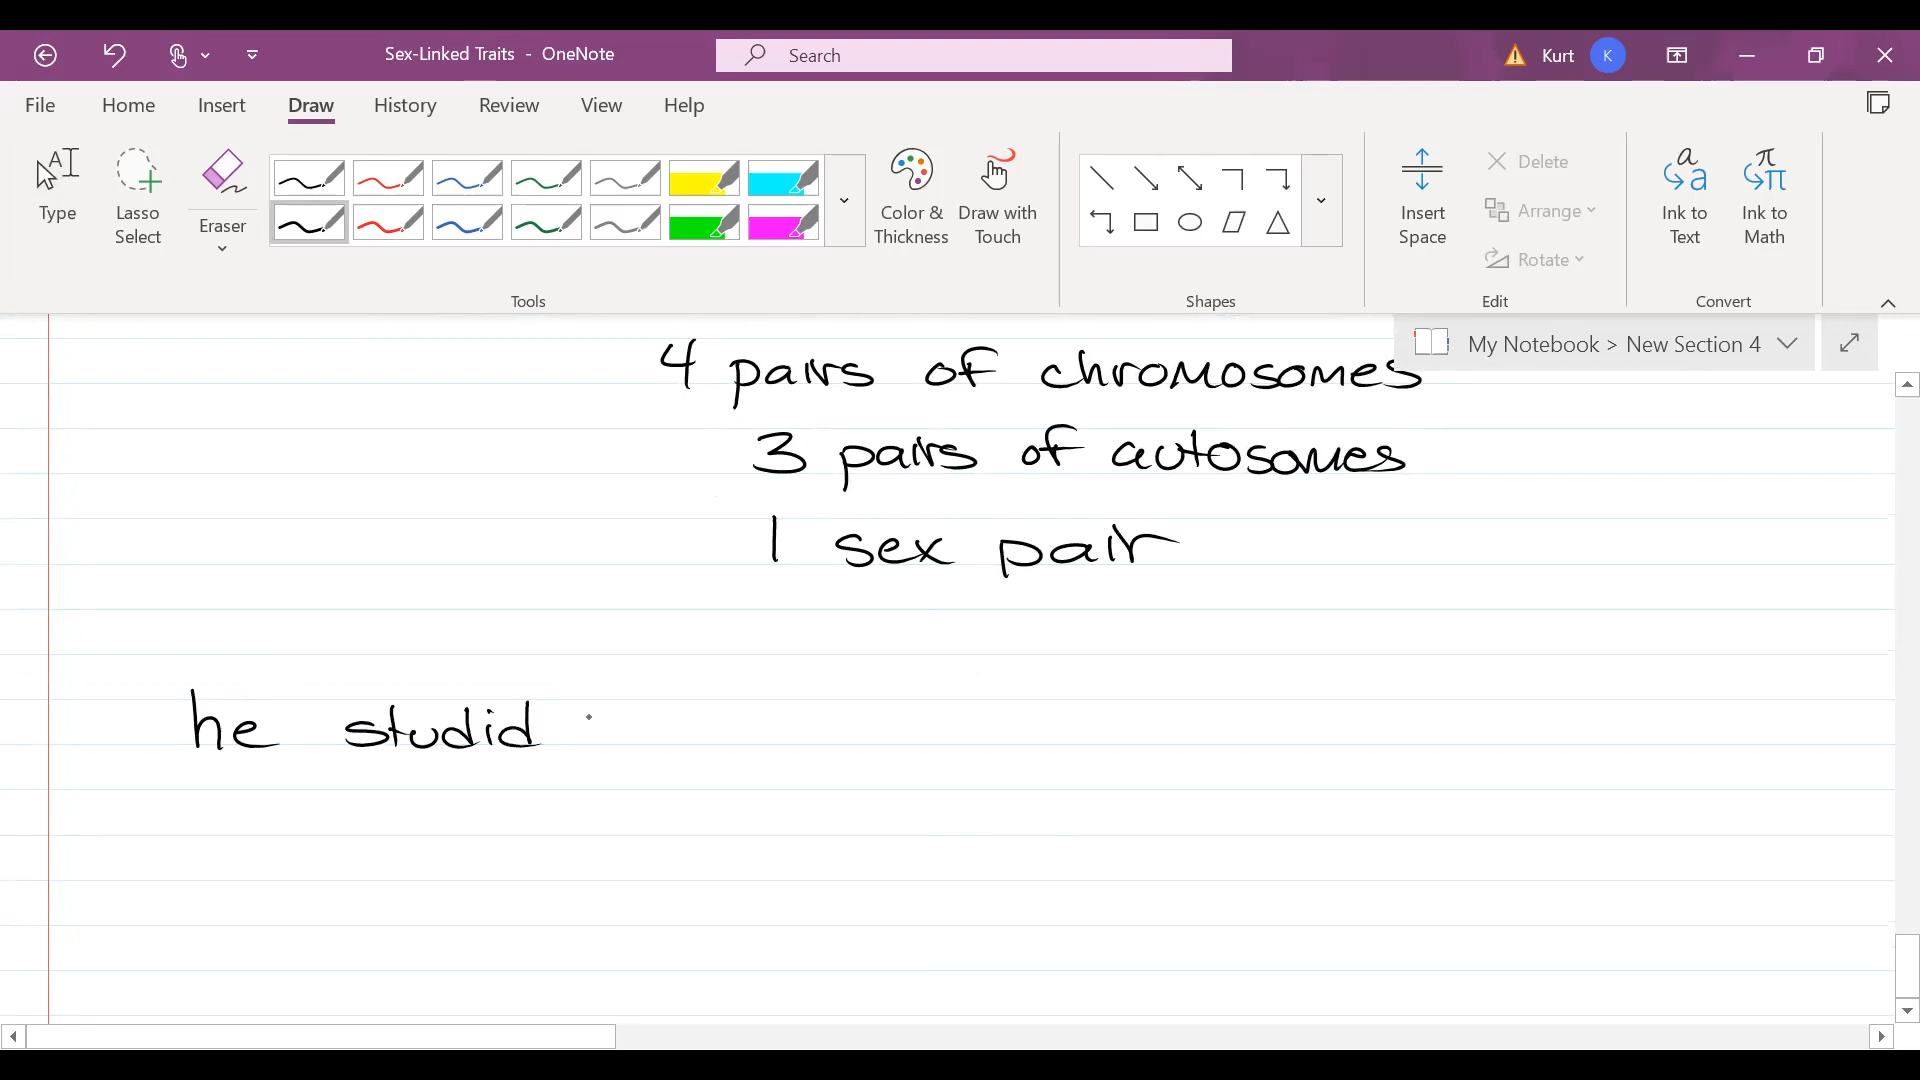 Sex-Linked Traits - OneNote
Search
Kurt
K
File Home Insert Draw History Review View Help
Type
Lasso Select
Eraser
Color & Thickness
Draw with Touch
Insert Space
Delete
Arrange
Rotate
Ink to Text
Ink to Math
Tools
Shapes
Edit
Convert
My Notebook > New Section 4
4 pairs of chromosomes
3 pairs of autosomes
1 sex pair
he studid